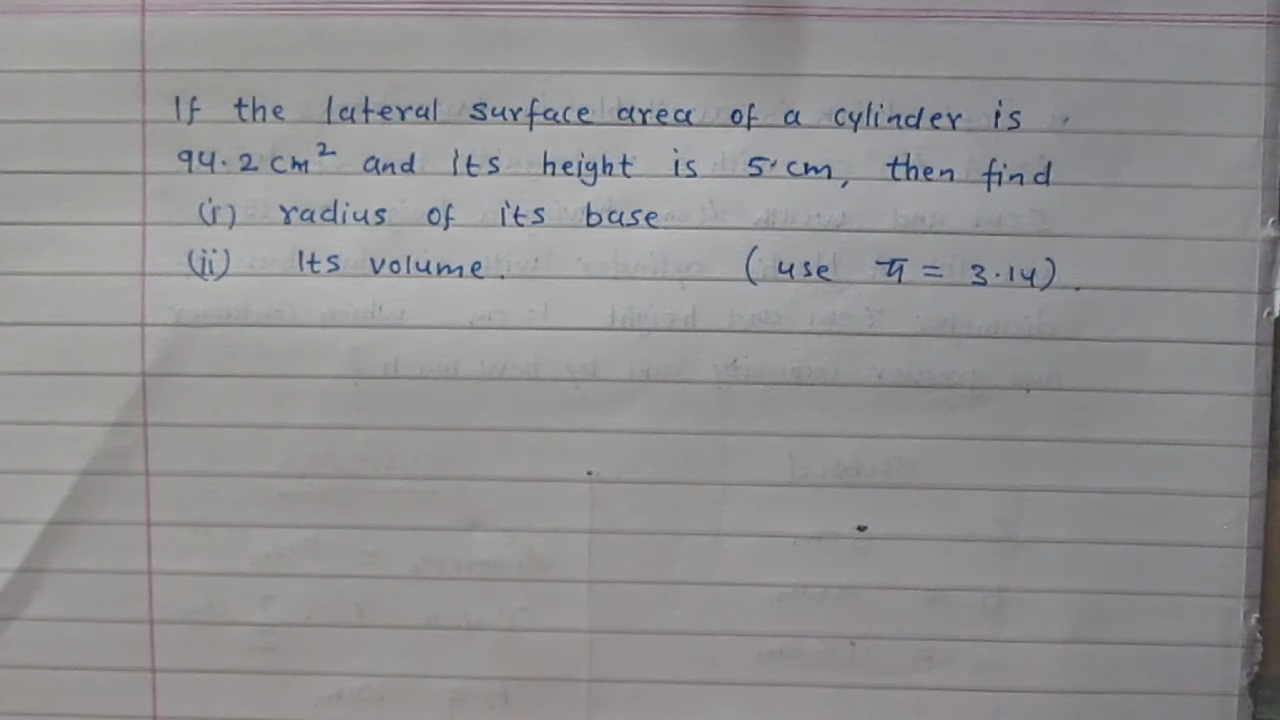 If the lateral surface area of a cylinder is
94.2 cm² and its height is 5 cm, then find
(i) radius of its base
(ii) Its volume. (use π = 3.14).